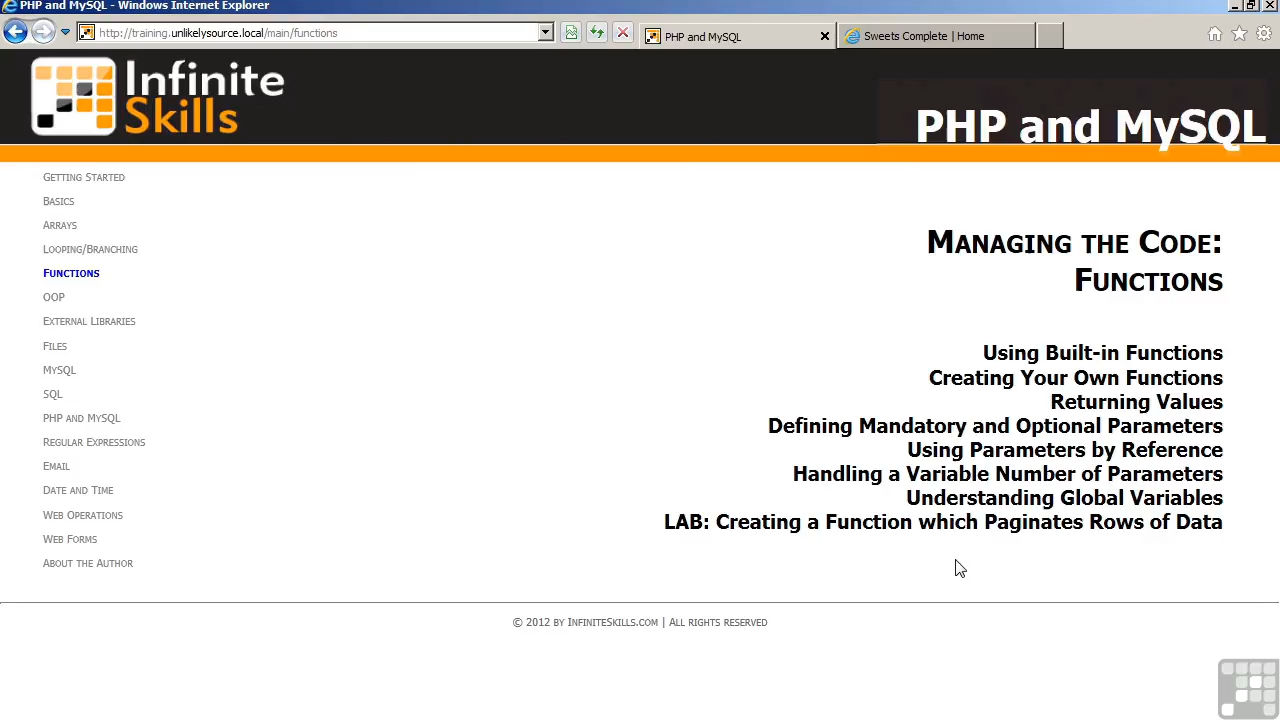 PHP and MySQL - Windows Internet Explorer
http://training.unlikelysource.local/main/functions
PHP and MySQL
Sweets Complete | Home
Infinite
Skills
PHP and MySQL
GETTING STARTED
BASICS
ARRAYS
LOOPING/BRANCHING
FUNCTIONS
OOP
EXTERNAL LIBRARIES
FILES
MYSQL
SQL
PHP AND MYSQL
REGULAR EXPRESSIONS
EMAIL
DATE AND TIME
WEB OPERATIONS
WEB FORMS
ABOUT THE AUTHOR
MANAGING THE CODE:
FUNCTIONS
Using Built-in Functions
Creating Your Own Functions
Returning Values
Defining Mandatory and Optional Parameters
Using Parameters by Reference
Handling a Variable Number of Parameters
Understanding Global Variables
LAB: Creating a Function which Paginates Rows of Data
© 2012 BY INFINITESKILLS.COM | ALL RIGHTS RESERVED